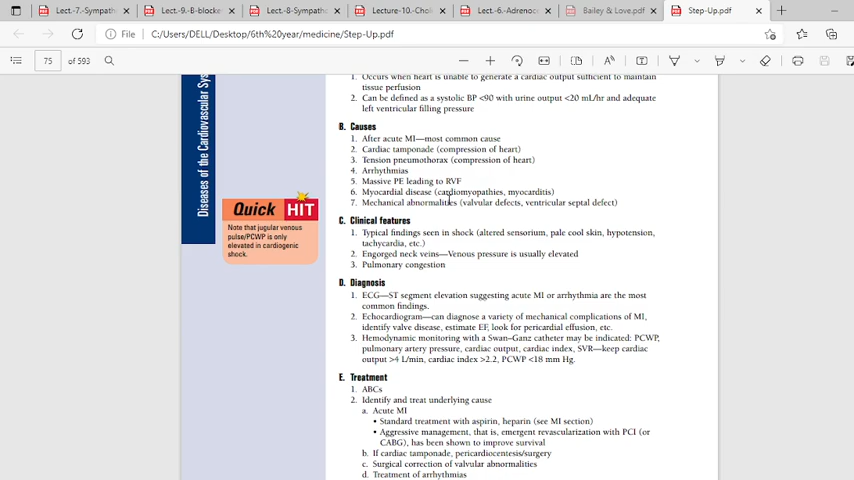 Lect.-7.-Sympath
Lect.-9.-B-blocke
Lect.-8-Sympatho
Lecture-10.-Choli
Lect.-6.-Adrenoc
Bailey & Love.pdf
Step-Up.pdf
File
C:/Users/DELL/Desktop/6th%20year/medicine/Step-Up.pdf
75 of 593
Diseases of the Cardiovascular Sys
Quick HIT
Note that jugular venous
pulse/PCWP is only
elevated in cardiogenic
shock.
1. Occurs when heart is unable to generate a cardiac output sufficient to maintain
tissue perfusion
2. Can be defined as a systolic BP <90 with urine output <20 mL/hr and adequate
left ventricular filling pressure
B. Causes
1. After acute MI—most common cause
2. Cardiac tamponade (compression of heart)
3. Tension pneumothorax (compression of heart)
4. Arrhythmias
5. Massive PE leading to RVF
6. Myocardial disease (cardiomyopathies, myocarditis)
7. Mechanical abnormalities (valvular defects, ventricular septal defect)
C. Clinical features
1. Typical findings seen in shock (altered sensorium, pale cool skin, hypotension,
tachycardia, etc.)
2. Engorged neck veins—Venous pressure is usually elevated
3. Pulmonary congestion
D. Diagnosis
1. ECG—ST segment elevation suggesting acute MI or arrhythmia are the most
common findings.
2. Echocardiogram—can diagnose a variety of mechanical complications of MI,
identify valve disease, estimate EF, look for pericardial effusion, etc.
3. Hemodynamic monitoring with a Swan–Ganz catheter may be indicated: PCWP,
pulmonary artery pressure, cardiac output, cardiac index, SVR—keep cardiac
output >4 L/min, cardiac index >2.2, PCWP <18 mm Hg.
E. Treatment
1. ABCs
2. Identify and treat underlying cause
a. Acute MI
• Standard treatment with aspirin, heparin (see MI section)
• Aggressive management, that is, emergent revascularization with PCI (or
CABG), has been shown to improve survival
b. If cardiac tamponade, pericardiocentesis/surgery
c. Surgical correction of valvular abnormalities
d. Treatment of arrhythmias